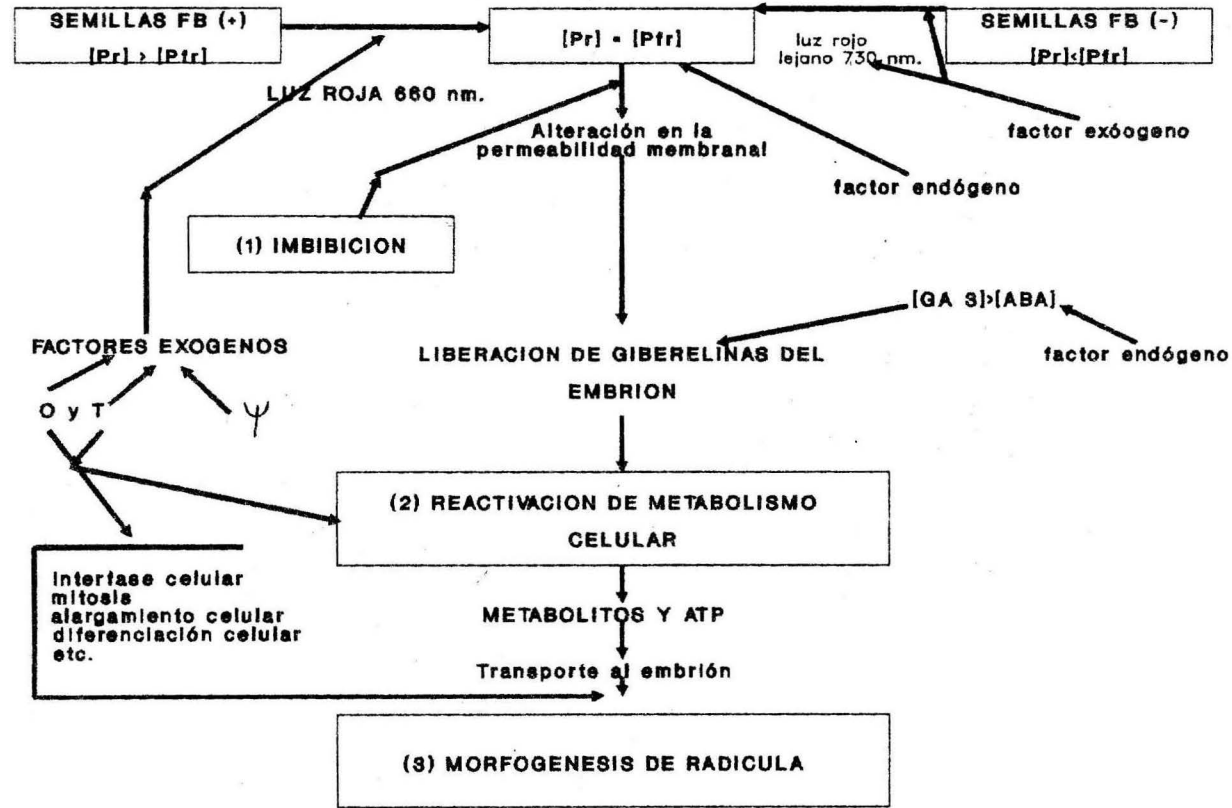 SEMILLAS FB (+)
[Pr] > [Pfr]
[Pr] = [Pfr]
SEMILLAS FB (-)
[Pr]<[Pfr]
luz rojo
lejano 730 nm.
LUZ ROJA 660 nm.
factor exóogeno
Alteración en la
permeabilidad membranal
factor endógeno
(1) IMBIBICION
[GA 3]>[ABA]
FACTORES EXOGENOS
LIBERACION DE GIBERELINAS DEL
EMBRION
factor endógeno
O y T
Ψ
(2) REACTIVACION DE METABOLISMO
CELULAR
Interfase celular
mitosis
alargamiento celular
diferenciación celular
etc.
METABOLITOS Y ATP
Transporte al embrión
(3) MORFOGENESIS DE RADICULA